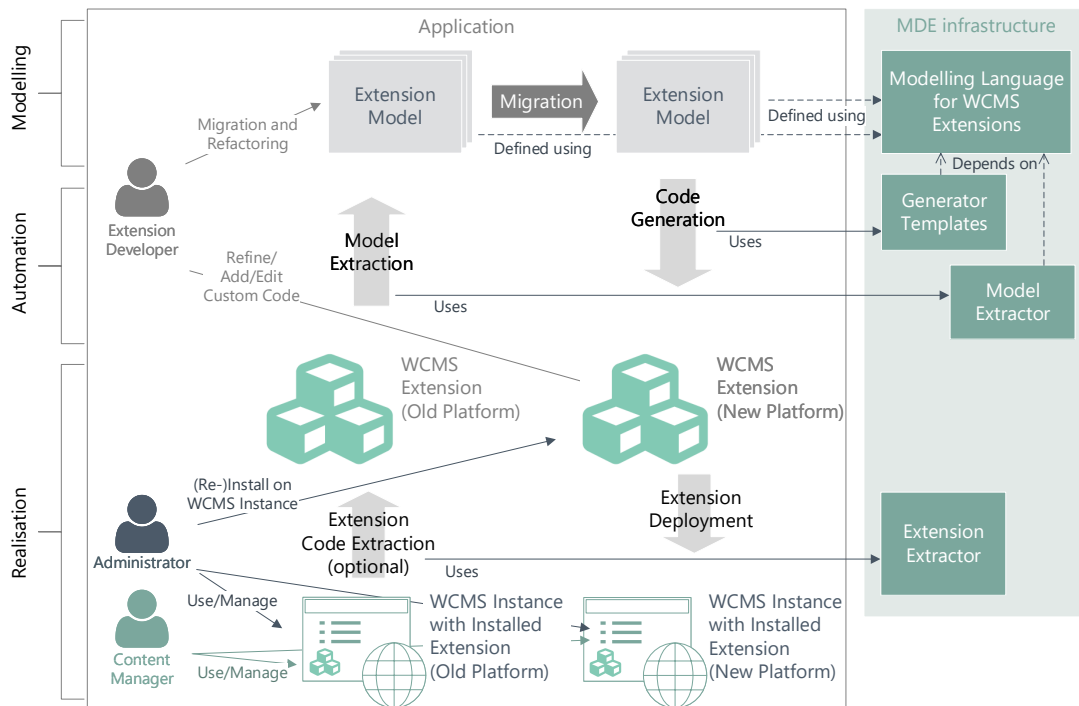 Application
MDE infrastructure
Modelling
Extension
Model
Migration
Extension
Model
Modelling Language
for WCMS
Extensions
Migration and
Refactoring
Defined using
Defined using
Depends on
Extension
Developer
Automation
Model
Extraction
Code
Generation
Uses
Generator
Templates
Refine/
Add/Edit
Custom Code
Uses
Model
Extractor
Realisation
WCMS
Extension
(Old Platform)
WCMS
Extension
(New Platform)
(Re-)Install on
WCMS Instance
Administrator
Extension
Code Extraction
(optional)
Extension
Deployment
Uses
Extension
Extractor
Use/Manage
WCMS Instance
with Installed
Extension
(Old Platform)
WCMS Instance
with Installed
Extension
(New Platform)
Content
Manager
Use/Manage